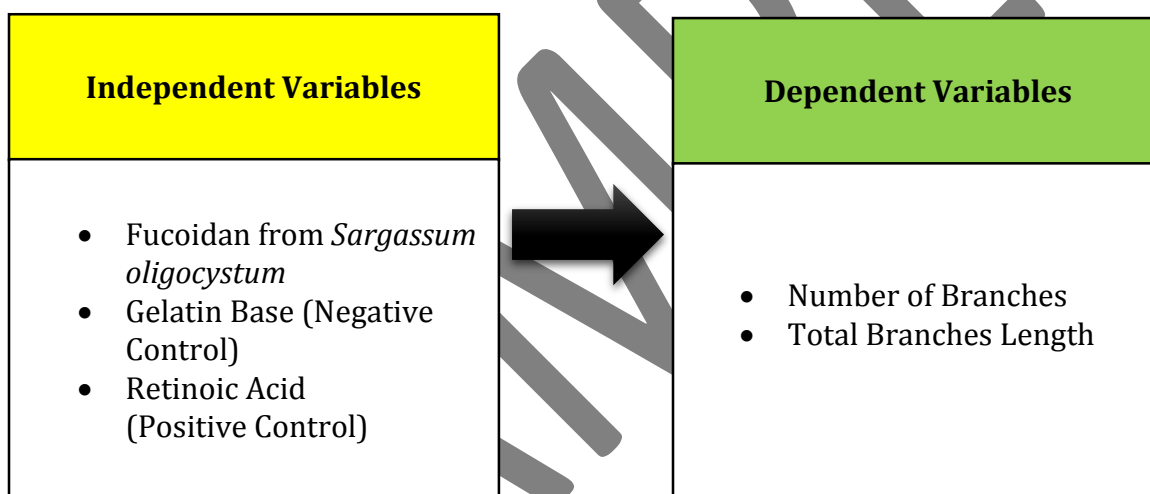 Independent Variables
• Fucoidan from Sargassum
oligocystum
• Gelatin Base (Negative
Control)
• Retinoic Acid
(Positive Control)
Dependent Variables
• Number of Branches
• Total Branches Length